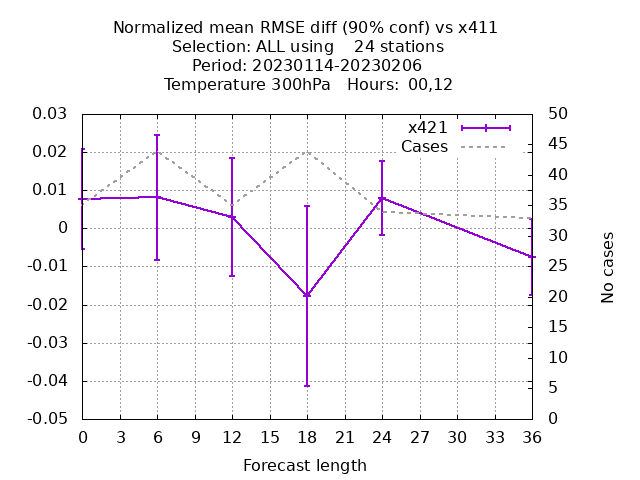 Normalized mean RMSE diff (90% conf) vs x411
Selection: ALL using    24 stations
Period: 20230114-20230206
Temperature 300hPa   Hours:  00,12
0.03
0.02
0.01
0
-0.01
-0.02
-0.03
-0.04
-0.05
x421
Cases
50
45
40
35
30
25
20
15
10
5
0
No cases
0 3 6 9 12 15 18 21 24 27 30 33 36
Forecast length